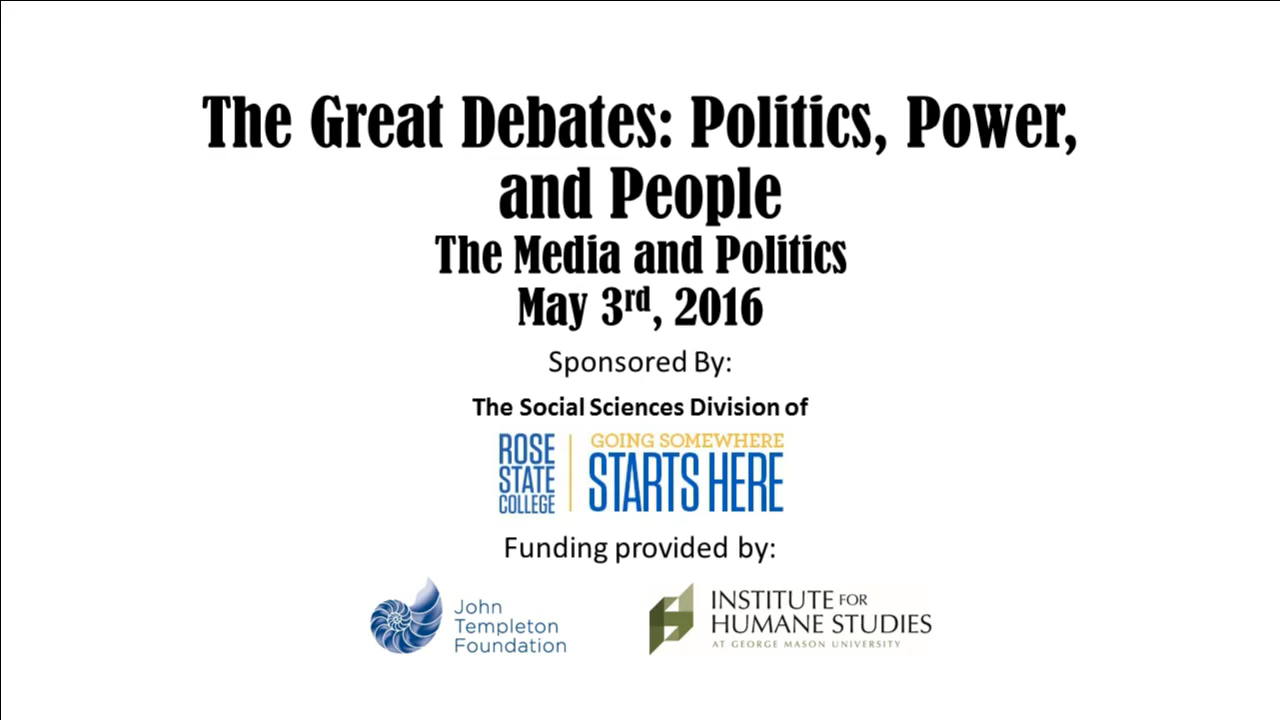 The Great Debates: Politics, Power,
and People
The Media and Politics
May 3rd, 2016
Sponsored By:
The Social Sciences Division of
ROSE
STATE
COLLEGE
GOING SOMEWHERE
STARTS HERE
Funding provided by:
John
Templeton
Foundation
INSTITUTE FOR
HUMANE STUDIES
AT GEORGE MASON UNIVERSITY